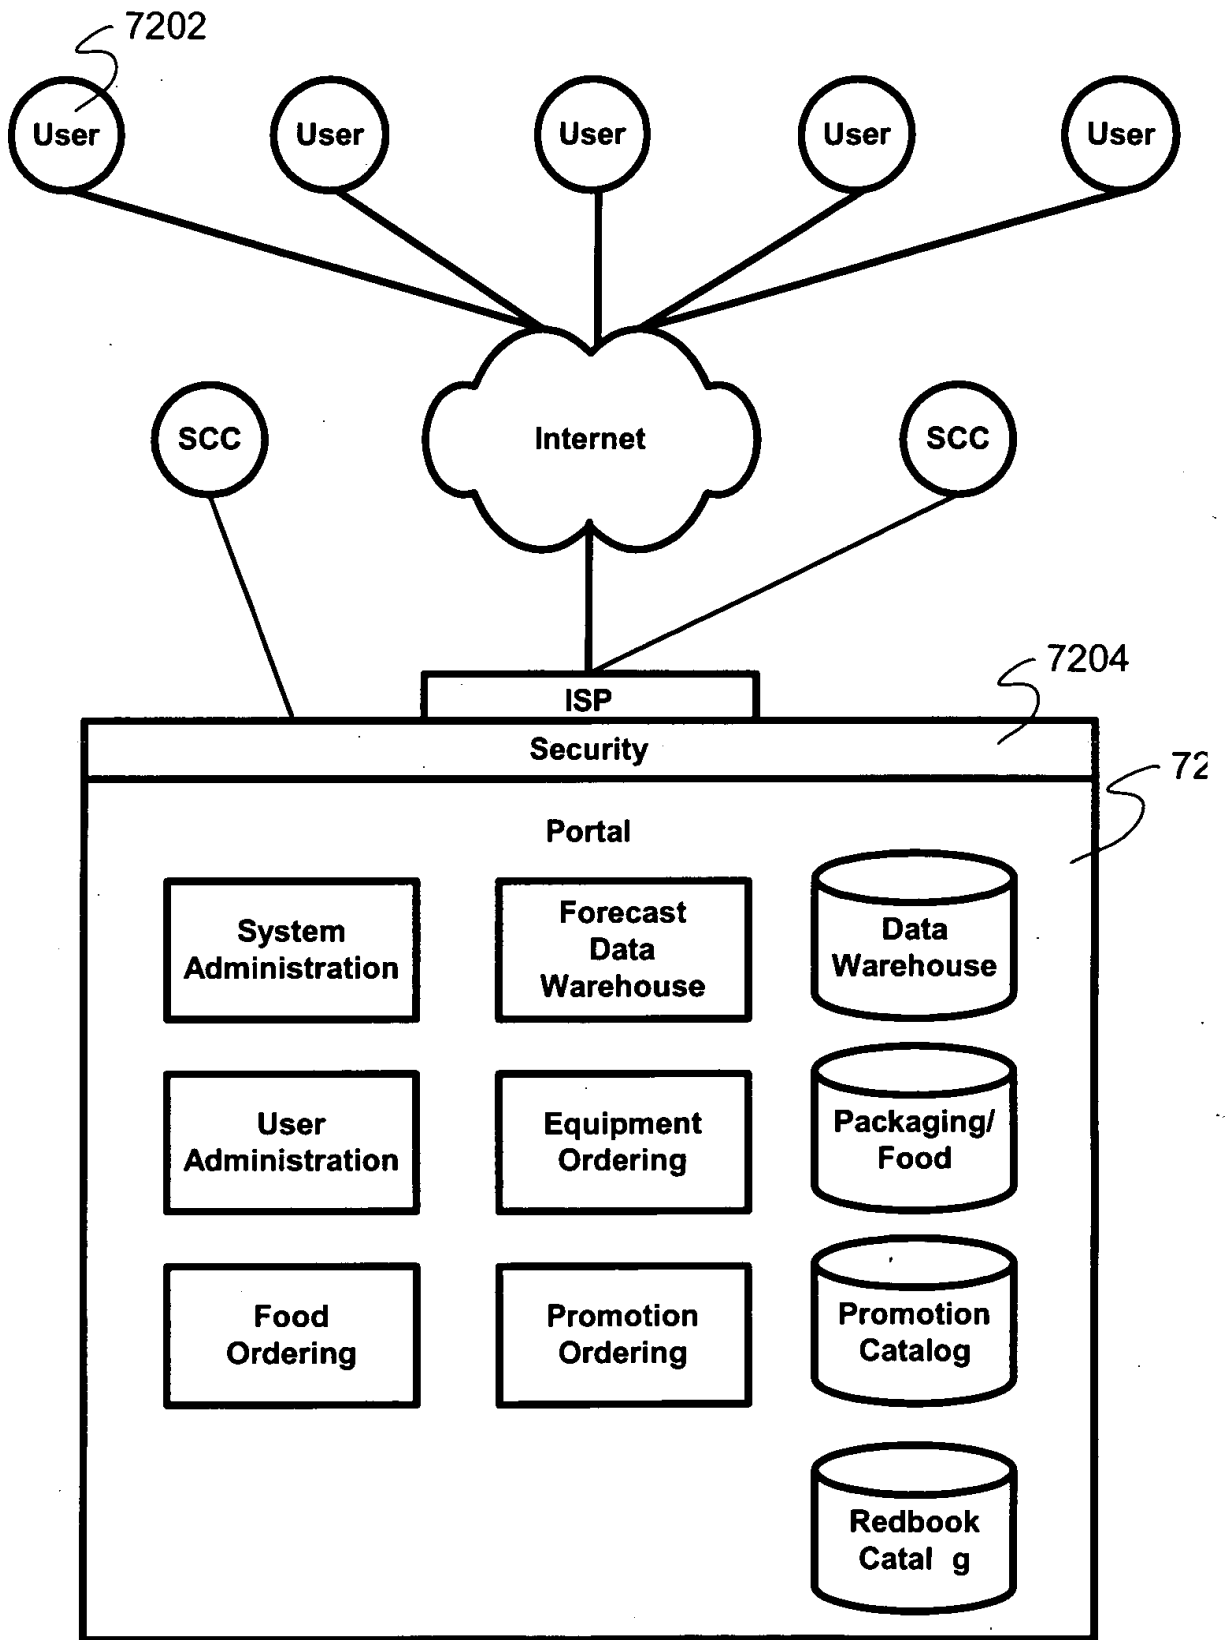 7202
User
User
User
User
User
SCC
Internet
SCC
7204
ISP
Security
72
Portal
System
Administration
Forecast
Data
Warehouse
Data
Warehouse
User
Administration
Equipment
Ordering
Packaging/
Food
Food
Ordering
Promotion
Ordering
Promotion
Catalog
Redbook
Catal g